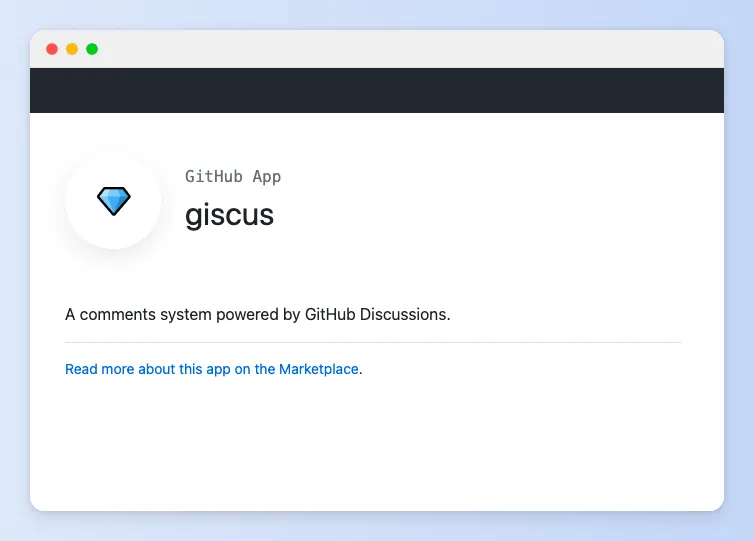 GitHub App
giscus
A comments system powered by GitHub Discussions.
Read more about this app on the Marketplace.